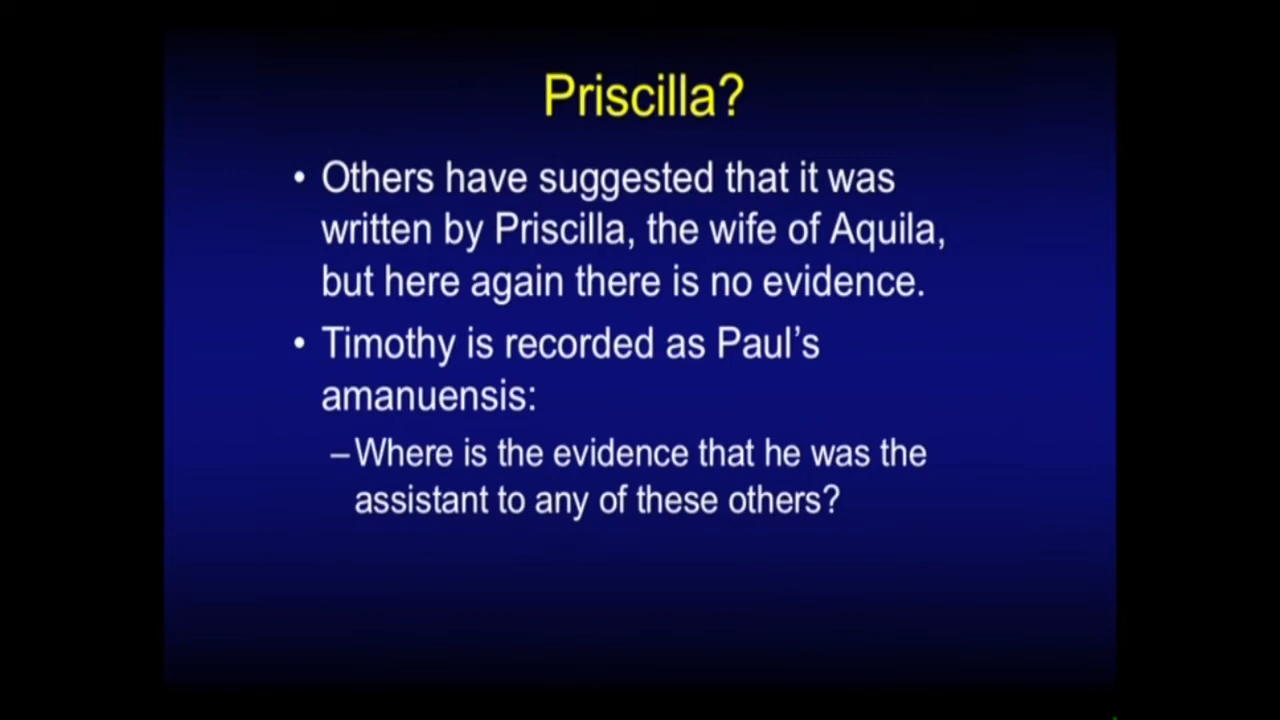 Priscilla?
• Others have suggested that it was
written by Priscilla, the wife of Aquila,
but here again there is no evidence.
• Timothy is recorded as Paul’s
amanuensis:
–Where is the evidence that he was the
assistant to any of these others?